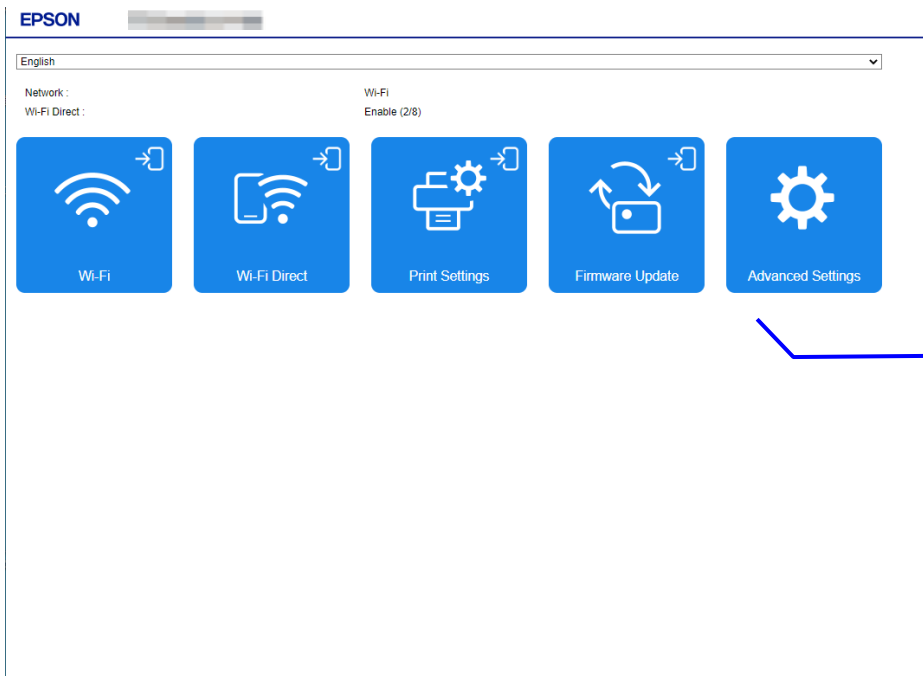 EPSON
English
Network : Wi-Fi
Wi-Fi Direct : Enable (2/8)
Wi-Fi Wi-Fi Direct Print Settings Firmware Update Advanced Settings